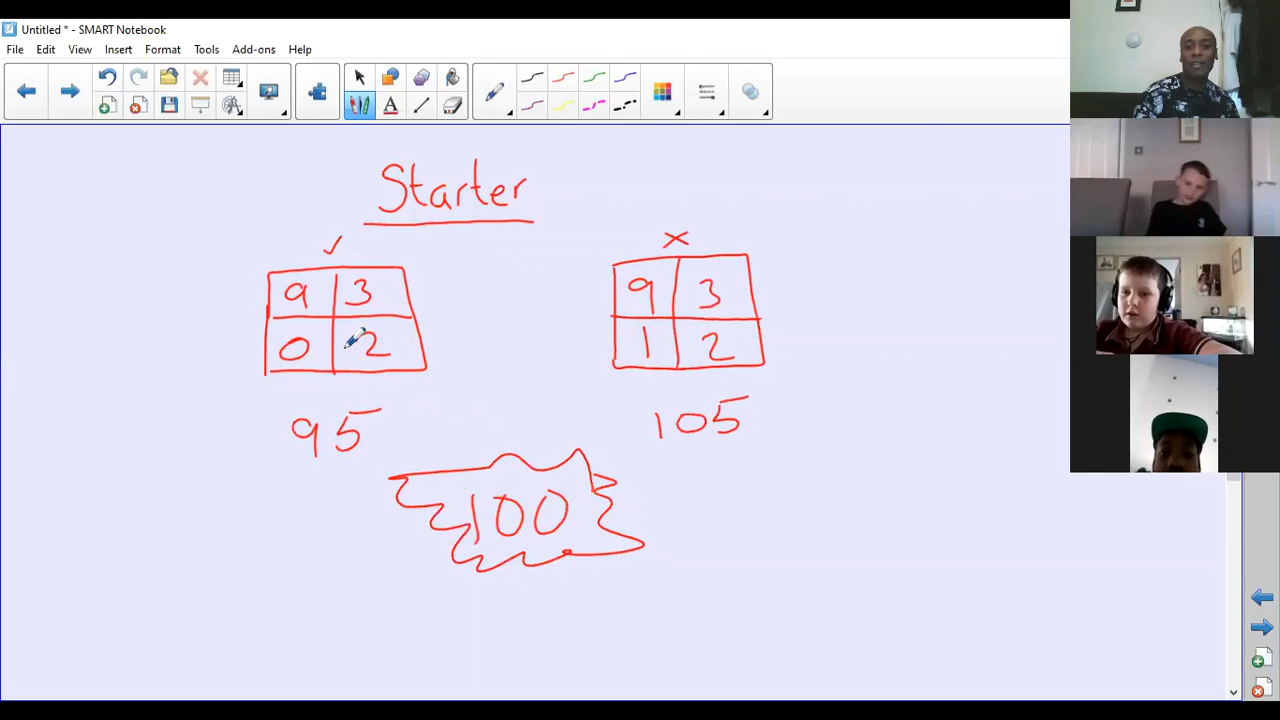 Untitled * - SMART Notebook
File Edit View Insert Format Tools Add-ons Help
Starter
✓ ×
9 3 9 3
0 2 1 2
95 105
100